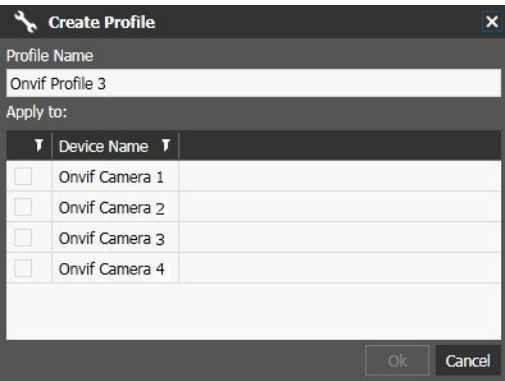 Create Profile
Profile Name
Onvif Profile 3
Apply to:
Device Name
Onvif Camera 1
Onvif Camera 2
Onvif Camera 3
Onvif Camera 4
Ok Cancel